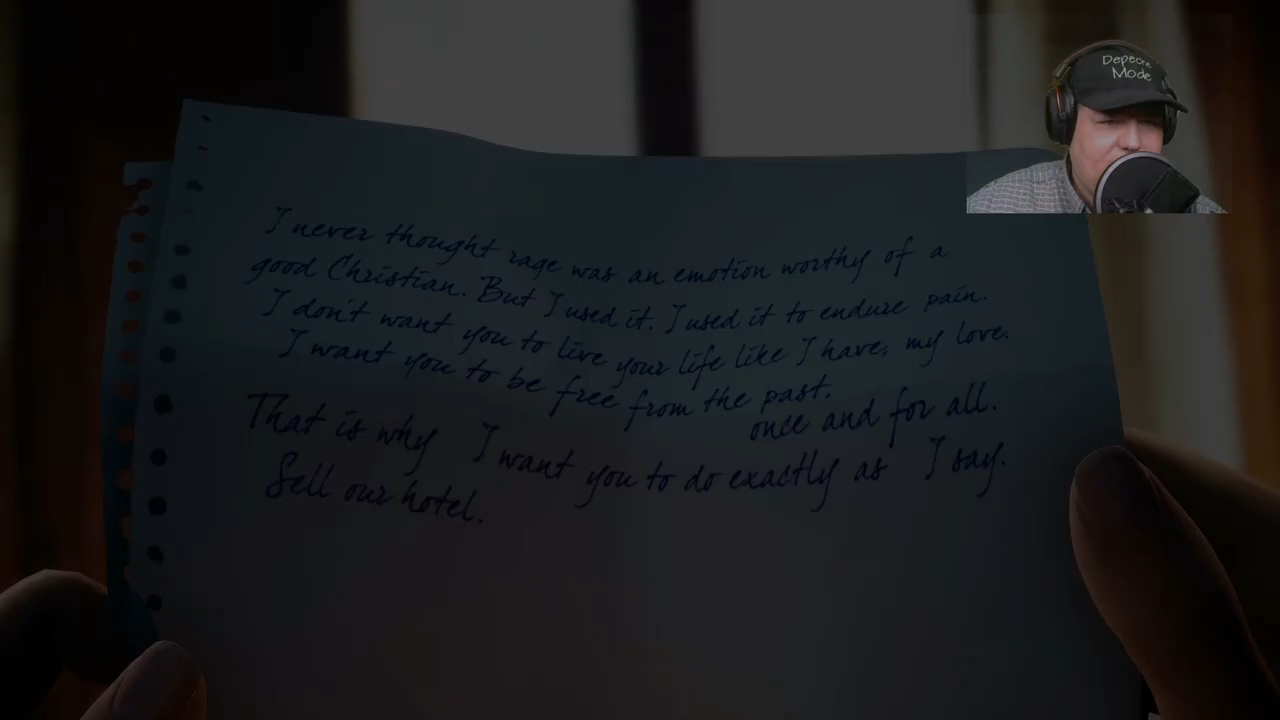 Depeche
Mode
I never thought rage was an emotion worthy of a
good Christian. But I used it. I used it to endure pain.
I don't want you to live your life like I have, my love.
I want you to be free from the past.
once and for all.
That is why I want you to do exactly as I say.
Sell our hotel.